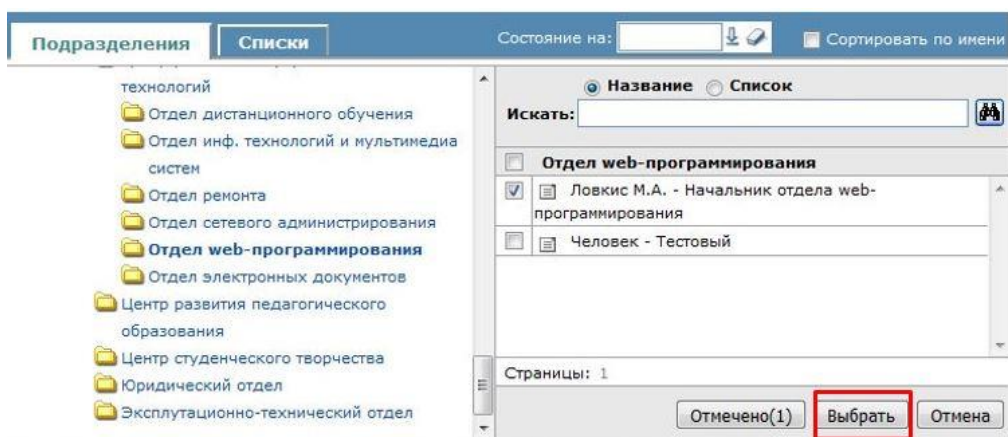 Подразделения
Списки
Состояние на:
Сортировать по имени
технологий
Отдел дистанционного обучения
Отдел инф. технологий и мультимедиа
систем
Отдел ремонта
Отдел сетевого администрирования
Отдел web-программирования
Отдел электронных документов
Центр развития педагогического
образования
Центр студенческого творчества
Юридический отдел
Эксплутационно-технический отдел
Название
Список
Искать:
Отдел web-программирования
Ловкис М.А. - Начальник отдела web-
программирования
Человек - Тестовый
Страницы: 1
Отмечено(1)
Выбрать
Отмена